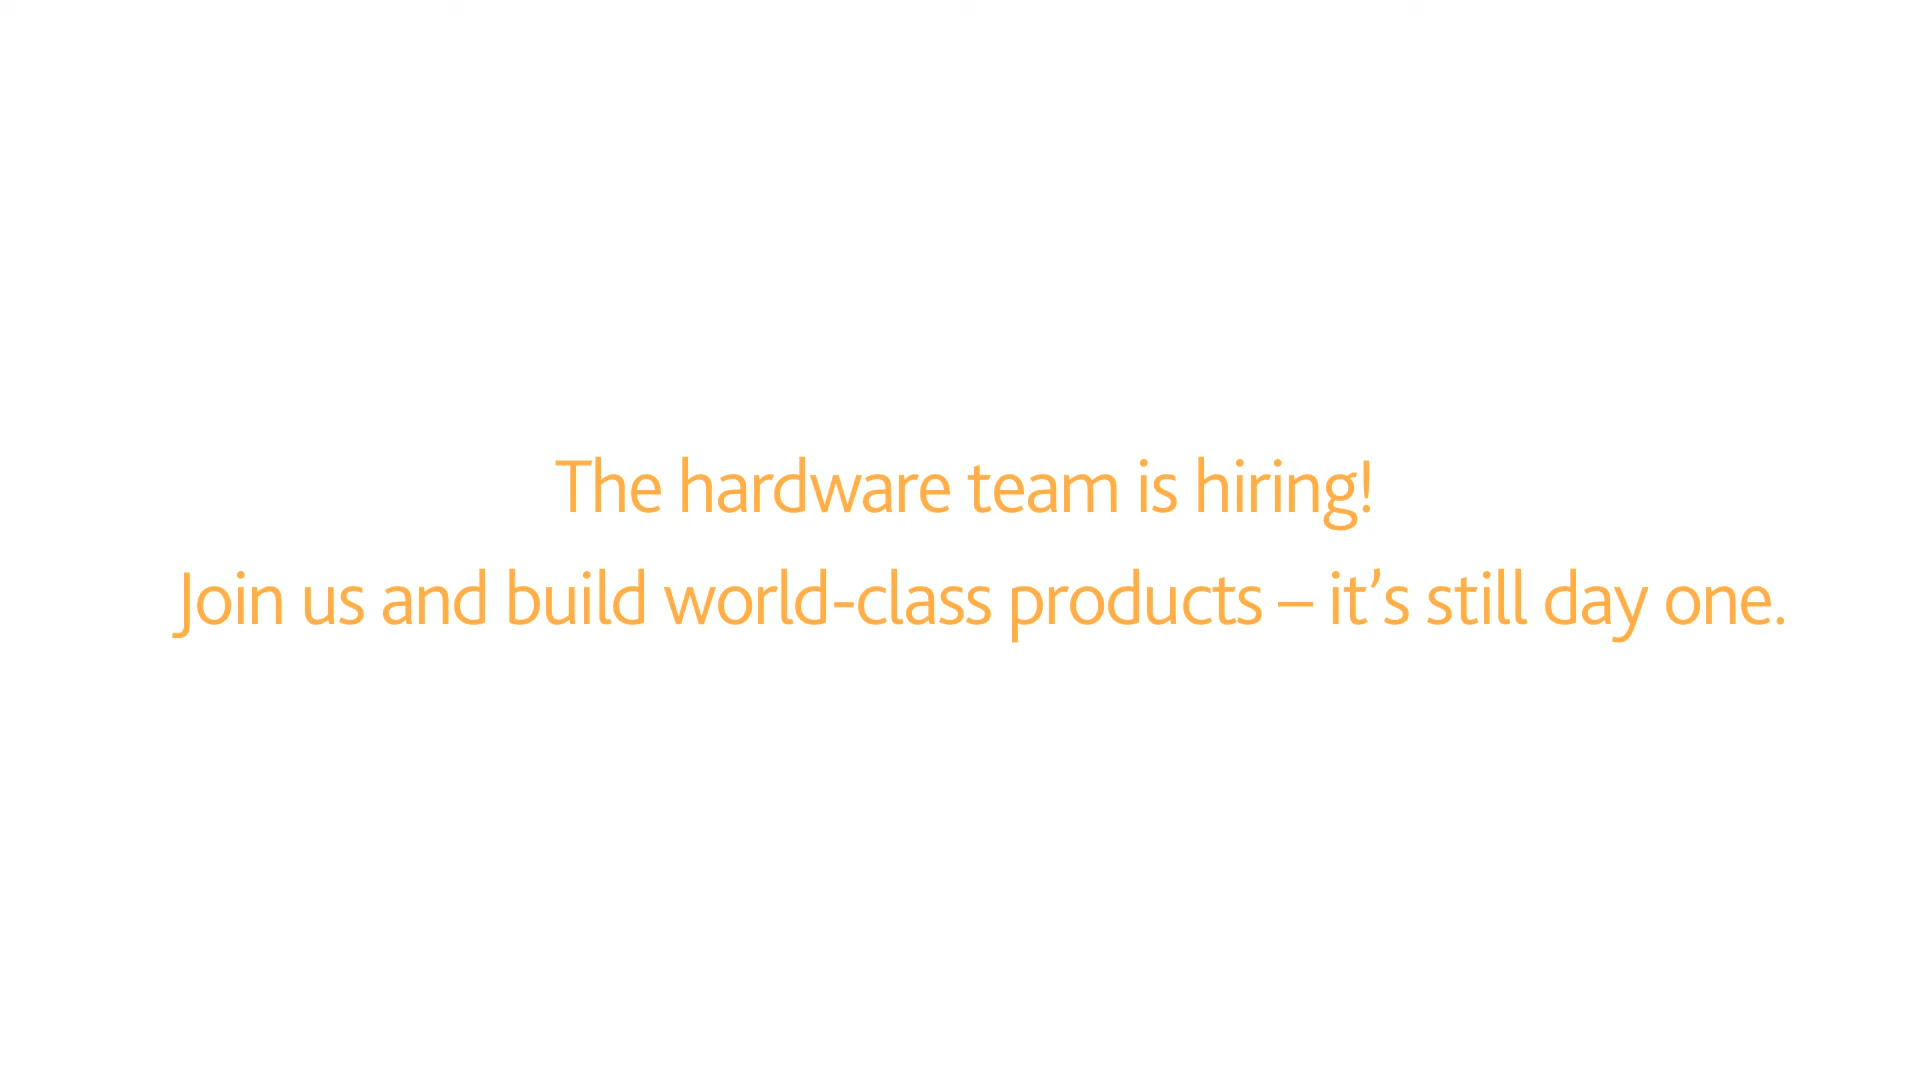 The hardware team is hiring!
Join us and build world-class products – it’s still day one.